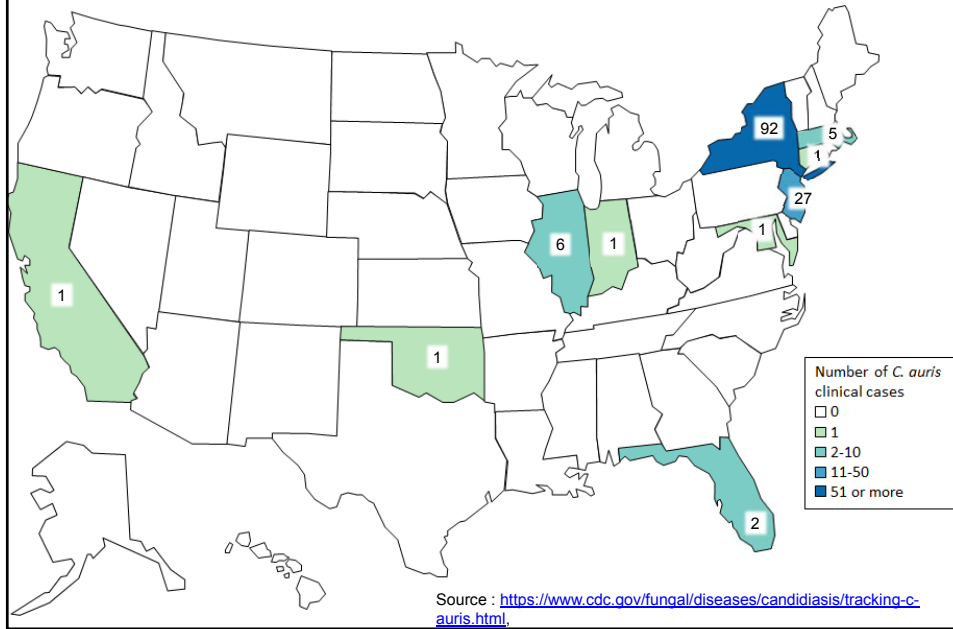 92
5
1
27
1
6
1
1
1
2
Number of C. auris
clinical cases
0
1
2-10
11-50
51 or more
Source : https://www.cdc.gov/fungal/diseases/candidiasis/tracking-c-
auris.html,